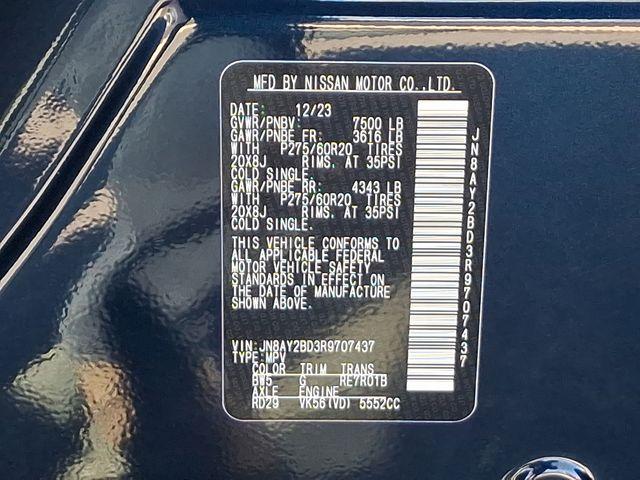 MFD BY NISSAN MOTOR CO.,LTD.
DATE: 12/23
GVWR/PNBV: 7500 LB
GAWR/PNBE FR: 3616 LB
WITH P275/60R20 TIRES
20X8J RIMS. AT 35PSI
COLD SINGLE.
GAWR/PNBE RR: 4343 LB
WITH P275/60R20 TIRES
20X8J RIMS. AT 35PSI
COLD SINGLE.
THIS VEHICLE CONFORMS TO
ALL APPLICABLE FEDERAL
MOTOR VEHICLE SAFETY
STANDARDS IN EFFECT ON
THE DATE OF MANUFACTURE
SHOWN ABOVE.
VIN:JN8AY2BD3R9707437
TYPE:MPV
COLOR TRIM TRANS
BW5 G RE7R01B
AXLE ENGINE
RD29 VK56(VD) 5552CC
JN8AY2BD3R9707437